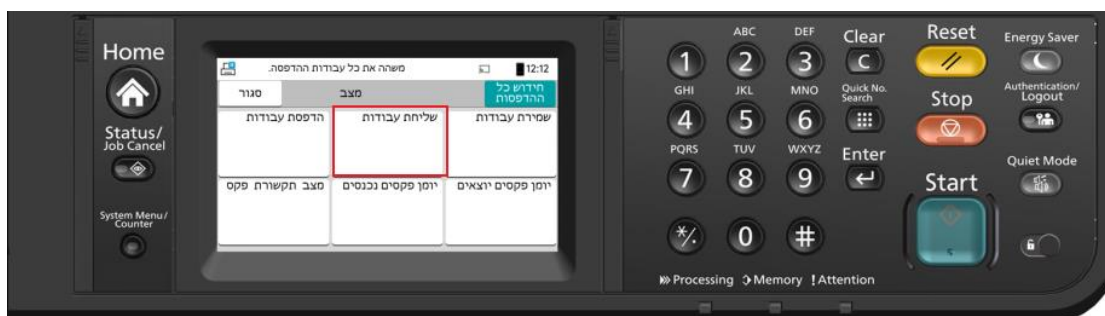 Home
Status/
Job Cancel
System Menu/
Counter
משהה את כל עבודות ההדפסה.
12:12
חידוש כל
ההדפסות
מצב
סגור
שמירת עבודות
שליחת עבודות
הדפסת עבודות
יומן פקסים יוצאים
יומן פקסים נכנסים
מצב תקשורת פקס
ABC DEF
1 2 3
Clear
C
GHI JKL MNO
4 5 6
Quick No.
Search
PQRS TUV WXYZ
7 8 9
Enter
*/. 0 #
Processing Memory ! Attention
Reset
Stop
Start
Energy Saver
Authentication/
Logout
Quiet Mode